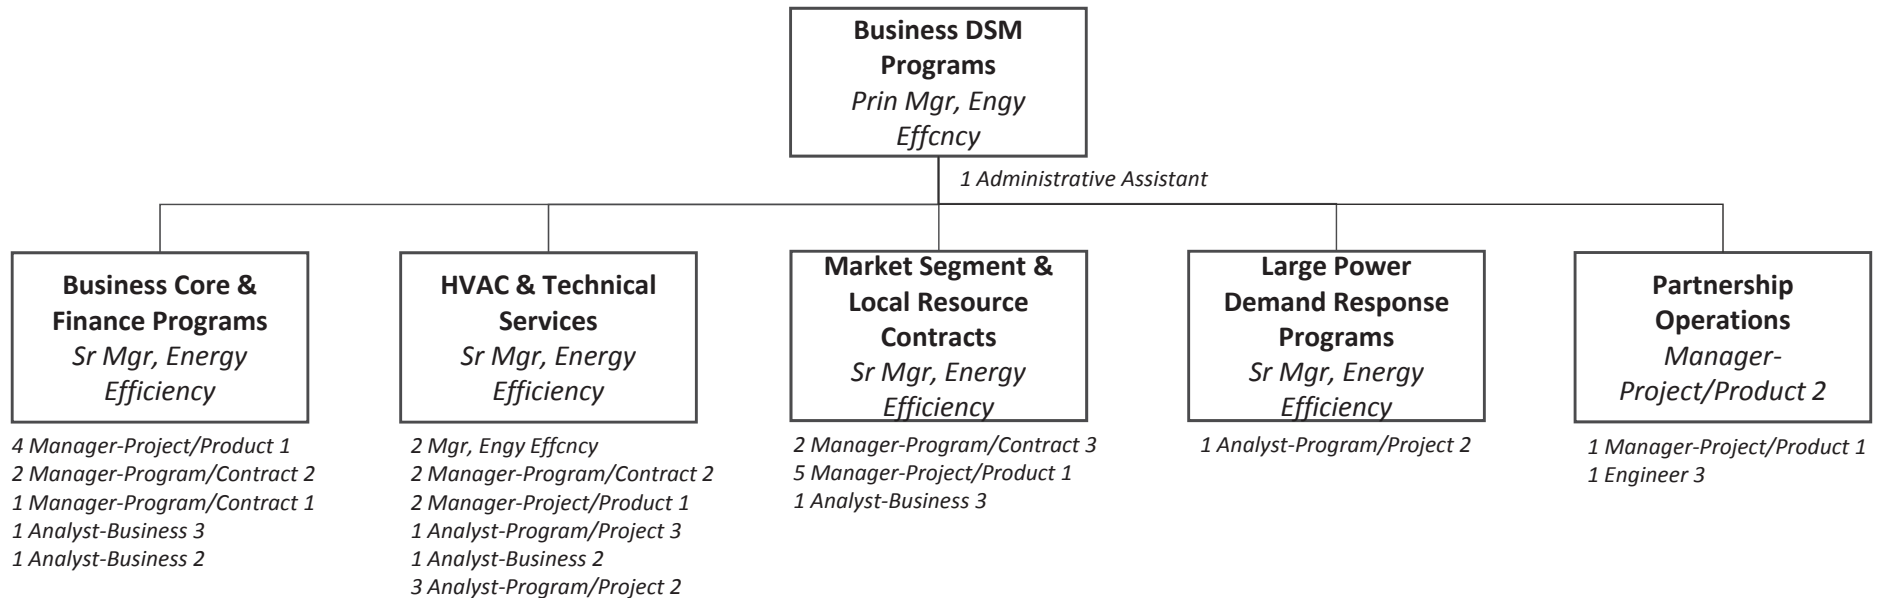 Business DSM
Programs
Prin Mgr, Engy
Effcncy
1 Administrative Assistant
Business Core &
Finance Programs
Sr Mgr, Energy
Efficiency
4 Manager-Project/Product 1
2 Manager-Program/Contract 2
1 Manager-Program/Contract 1
1 Analyst-Business 3
1 Analyst-Business 2
HVAC & Technical
Services
Sr Mgr, Energy
Efficiency
2 Mgr, Engy Effcncy
2 Manager-Program/Contract 2
2 Manager-Project/Product 1
1 Analyst-Program/Project 3
1 Analyst-Business 2
3 Analyst-Program/Project 2
Market Segment &
Local Resource
Contracts
Sr Mgr, Energy
Efficiency
2 Manager-Program/Contract 3
5 Manager-Project/Product 1
1 Analyst-Business 3
Large Power
Demand Response
Programs
Sr Mgr, Energy
Efficiency
1 Analyst-Program/Project 2
Partnership
Operations
Manager-
Project/Product 2
1 Manager-Project/Product 1
1 Engineer 3